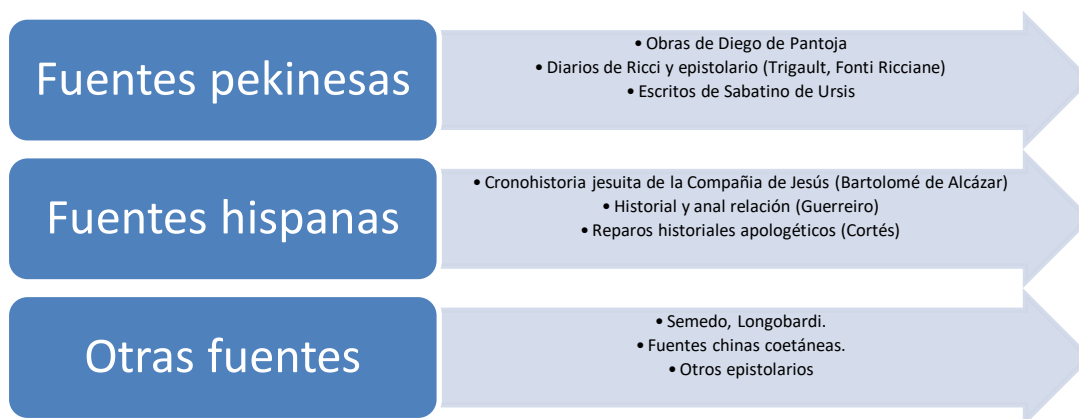 Fuentes pekinesas
• Obras de Diego de Pantoja
• Diarios de Ricci y epistolario (Trigault, Fonti Ricciane)
• Escritos de Sabatino de Ursis
Fuentes hispanas
• Cronohistoria jesuita de la Compañia de Jesús (Bartolomé de Alcázar)
• Historial y anal relación (Guerreiro)
• Reparos historiales apologéticos (Cortés)
Otras fuentes
• Semedo, Longobardi.
• Fuentes chinas coetáneas.
• Otros epistolarios